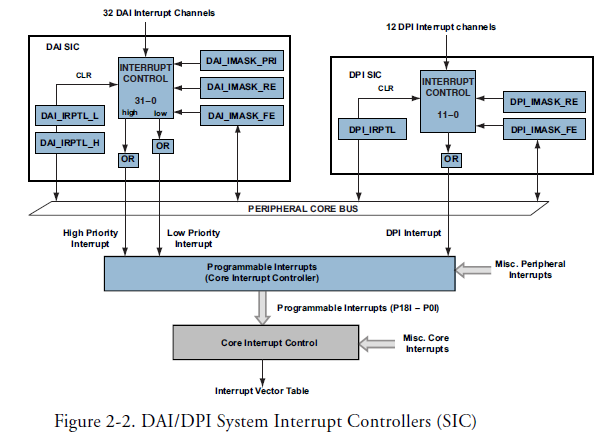 32 DAI Interrupt Channels
12 DPI Interrupt channels
DAI SIC
INTERRUPT
CONTROL
31–0
high low
CLR
DAI_IRPTL_L
DAI_IRPTL_H
DAI_IMASK_PRI
DAI_IMASK_RE
DAI_IMASK_FE
OR
OR
DPI SIC
CLR
INTERRUPT
CONTROL
11–0
DPI_IRPTL
DPI_IMASK_RE
DPI_IMASK_FE
OR
PERIPHERAL CORE BUS
High Priority
Interrupt
Low Priority
Interrupt
DPI Interrupt
Programmable Interrupts
(Core Interrupt Controller)
Misc. Peripheral
Interrupts
Programmable Interrupts (P18I – P0I)
Core Interrupt Control
Misc. Core
Interrupts
Interrupt Vector Table
Figure 2-2. DAI/DPI System Interrupt Controllers (SIC)